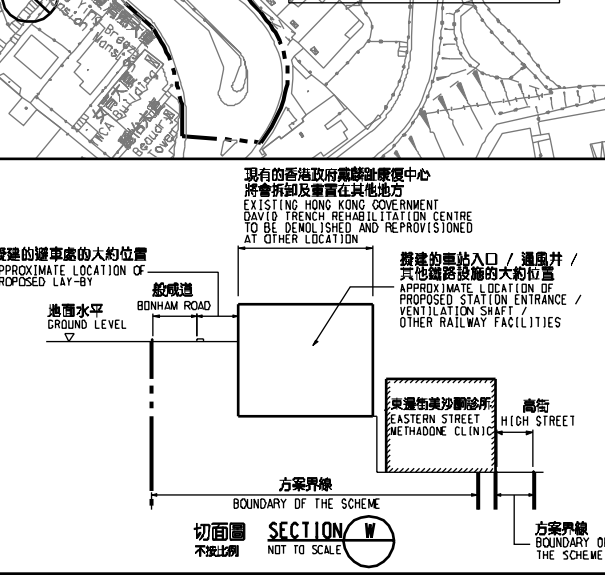 現有的香港政府戴麟趾康復中心
將會拆卸及重置在其他地方
EXISTING HONG KONG GOVERNMENT
DAVID TRENCH REHABILITATION CENTRE
TO BE DEMOLISHED AND REPROVISIONED
AT OTHER LOCATION
擬建的避車處的大約位置
APPROXIMATE LOCATION OF
PROPOSED LAY-BY
般咸道
BONHAM ROAD
地面水平
GROUND LEVEL
擬建的車站入口 / 通風井 /
其他鐵路設施的大約位置
APPROXIMATE LOCATION OF
PROPOSED STATION ENTRANCE /
VENTILATION SHAFT /
OTHER RAILWAY FACILITIES
東邊街美沙酮診所
EASTERN STREET
METHADONE CLINIC
高街
HIGH STREET
方案界線
BOUNDARY OF THE SCHEME
方案界線
BOUNDARY OF
THE SCHEME
切面圖
不按比例
SECTION W
NOT TO SCALE